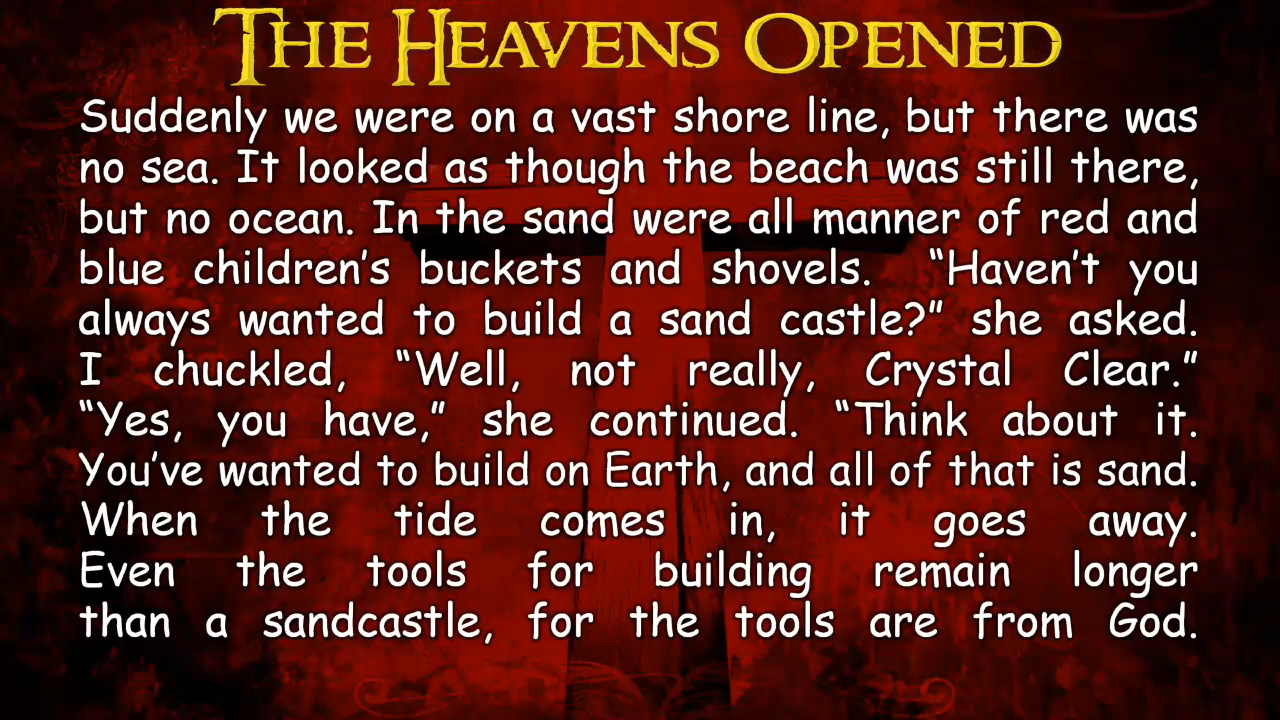 THE HEAVENS OPENED
Suddenly we were on a vast shore line, but there was
no sea. It looked as though the beach was still there,
but no ocean. In the sand were all manner of red and
blue children’s buckets and shovels. “Haven’t you
always wanted to build a sand castle?” she asked.
I chuckled, “Well, not really, Crystal Clear.”
“Yes, you have,” she continued. “Think about it.
You’ve wanted to build on Earth, and all of that is sand.
When the tide comes in, it goes away.
Even the tools for building remain longer
than a sandcastle, for the tools are from God.